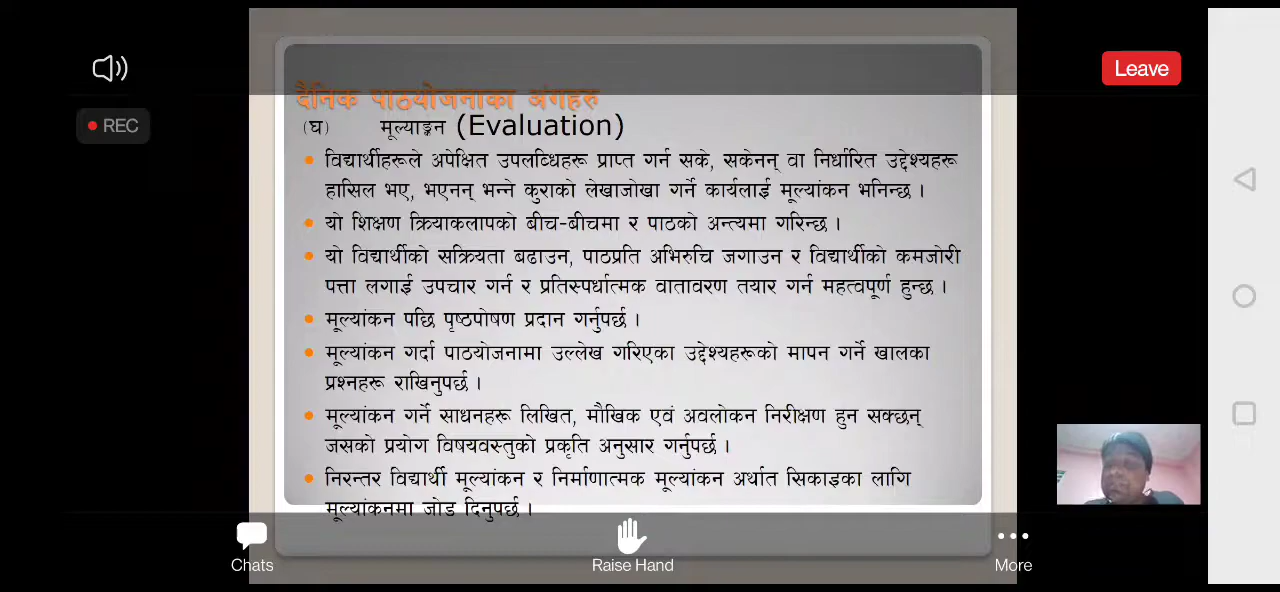 Leave
REC
दैनिक पाठयोजनाका अंगहरु
(घ) मूल्याङ्कन (Evaluation)
• विद्यार्थीहरूले अपेक्षित उपलब्धिहरू प्राप्त गर्न सके, सकेनन् वा निर्धारित उद्देश्यहरू
हासिल भए, भएनन् भन्ने कुराको लेखाजोखा गर्ने कार्यलाई मूल्यांकन भनिन्छ ।
• यो शिक्षण क्रियाकलापको बीच-बीचमा र पाठको अन्त्यमा गरिन्छ ।
• यो विद्यार्थीको सक्रियता बढाउन, पाठप्रति अभिरुचि जगाउन र विद्यार्थीको कमजोरी
पत्ता लगाई उपचार गर्न र प्रतिस्पर्धात्मक वातावरण तयार गर्न महत्वपूर्ण हुन्छ ।
• मूल्यांकन पछि पृष्ठपोषण प्रदान गर्नुपर्छ ।
• मूल्यांकन गर्दा पाठयोजनामा उल्लेख गरिएका उद्देश्यहरूको मापन गर्ने खालका
प्रश्नहरू राखिनुपर्छ ।
• मूल्यांकन गर्ने साधनहरू लिखित, मौखिक एवं अवलोकन निरीक्षण हुन सक्छन्
जसको प्रयोग विषयवस्तुको प्रकृति अनुसार गर्नुपर्छ ।
• निरन्तर विद्यार्थी मूल्यांकन र निर्माणात्मक मूल्यांकन अर्थात सिकाइका लागि
मूल्यांकनमा जोड दिनुपर्छ ।
Chats
Raise Hand
More